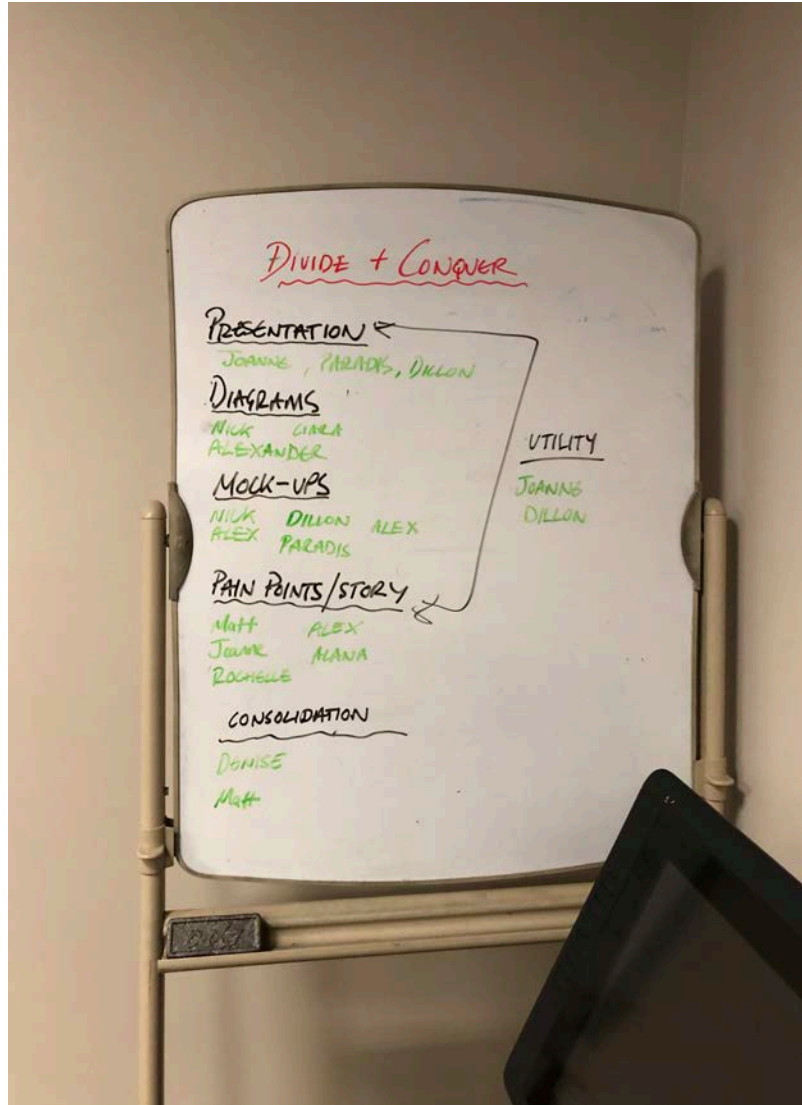 DIVIDE + CONQUER
PRESENTATION
JOANNE, PARADIS, DILLON
DIAGRAMS
NICK CIARA
ALEXANDER
MOCK-UPS
NICK DILLON ALEX
ALEX PARADIS
PAIN POINTS/STORY
Matt ALEX
Joanne ALANA
ROCHELLE
CONSOLIDATION
DENISE
Matt
UTILITY
JOANNE
DILLON